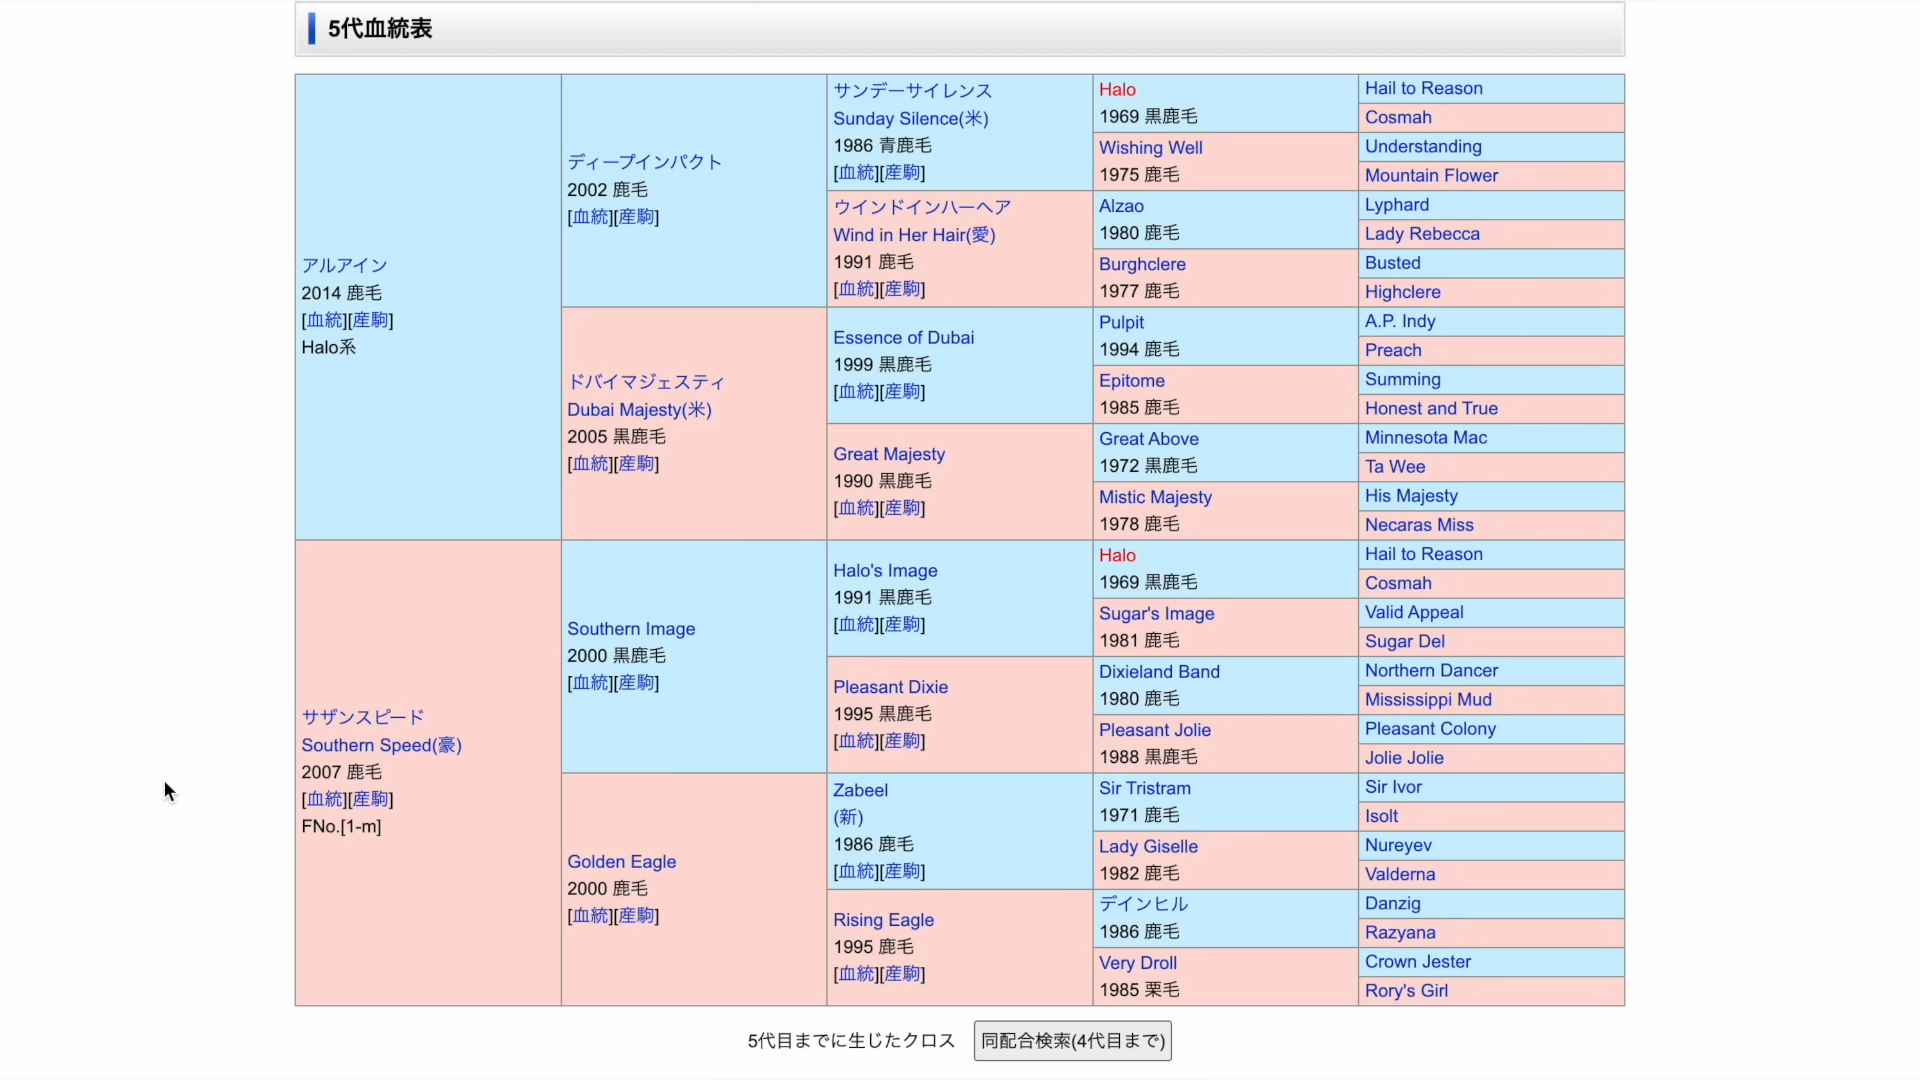 5代血統表
アルアイン
2014 鹿毛
[血統][産駒]
Halo系
ディープインパクト
2002 鹿毛
[血統][産駒]
サンデーサイレンス
Sunday Silence(米)
1986 青鹿毛
[血統][産駒]
Halo
1969 黒鹿毛
Hail to Reason
Cosmah
Wishing Well
1975 鹿毛
Understanding
Mountain Flower
ウインドインハーヘア
Wind in Her Hair(愛)
1991 鹿毛
[血統][産駒]
Alzao
1980 鹿毛
Lyphard
Lady Rebecca
Burghclere
1977 鹿毛
Busted
Highclere
ドバイマジェスティ
Dubai Majesty(米)
2005 黒鹿毛
[血統][産駒]
Essence of Dubai
1999 黒鹿毛
[血統][産駒]
Pulpit
1994 鹿毛
A.P. Indy
Preach
Epitome
1985 鹿毛
Summing
Honest and True
Great Majesty
1990 黒鹿毛
[血統][産駒]
Great Above
1972 黒鹿毛
Minnesota Mac
Ta Wee
Mistic Majesty
1978 鹿毛
His Majesty
Necaras Miss
サザンスピード
Southern Speed(豪)
2007 鹿毛
[血統][産駒]
FNo.[1-m]
Southern Image
2000 黒鹿毛
[血統][産駒]
Halo's Image
1991 黒鹿毛
[血統][産駒]
Halo
1969 黒鹿毛
Hail to Reason
Cosmah
Sugar's Image
1981 鹿毛
Valid Appeal
Sugar Del
Pleasant Dixie
1995 黒鹿毛
[血統][産駒]
Dixieland Band
1980 鹿毛
Northern Dancer
Mississippi Mud
Pleasant Jolie
1988 黒鹿毛
Pleasant Colony
Jolie Jolie
Golden Eagle
2000 鹿毛
[血統][産駒]
Zabeel
(新)
1986 鹿毛
[血統][産駒]
Sir Tristram
1971 鹿毛
Sir Ivor
Isolt
Lady Giselle
1982 鹿毛
Nureyev
Valderna
Rising Eagle
1995 鹿毛
[血統][産駒]
デインヒル
1986 鹿毛
Danzig
Razyana
Very Droll
1985 栗毛
Crown Jester
Rory's Girl
5代目までに生じたクロス 同配合検索(4代目まで)